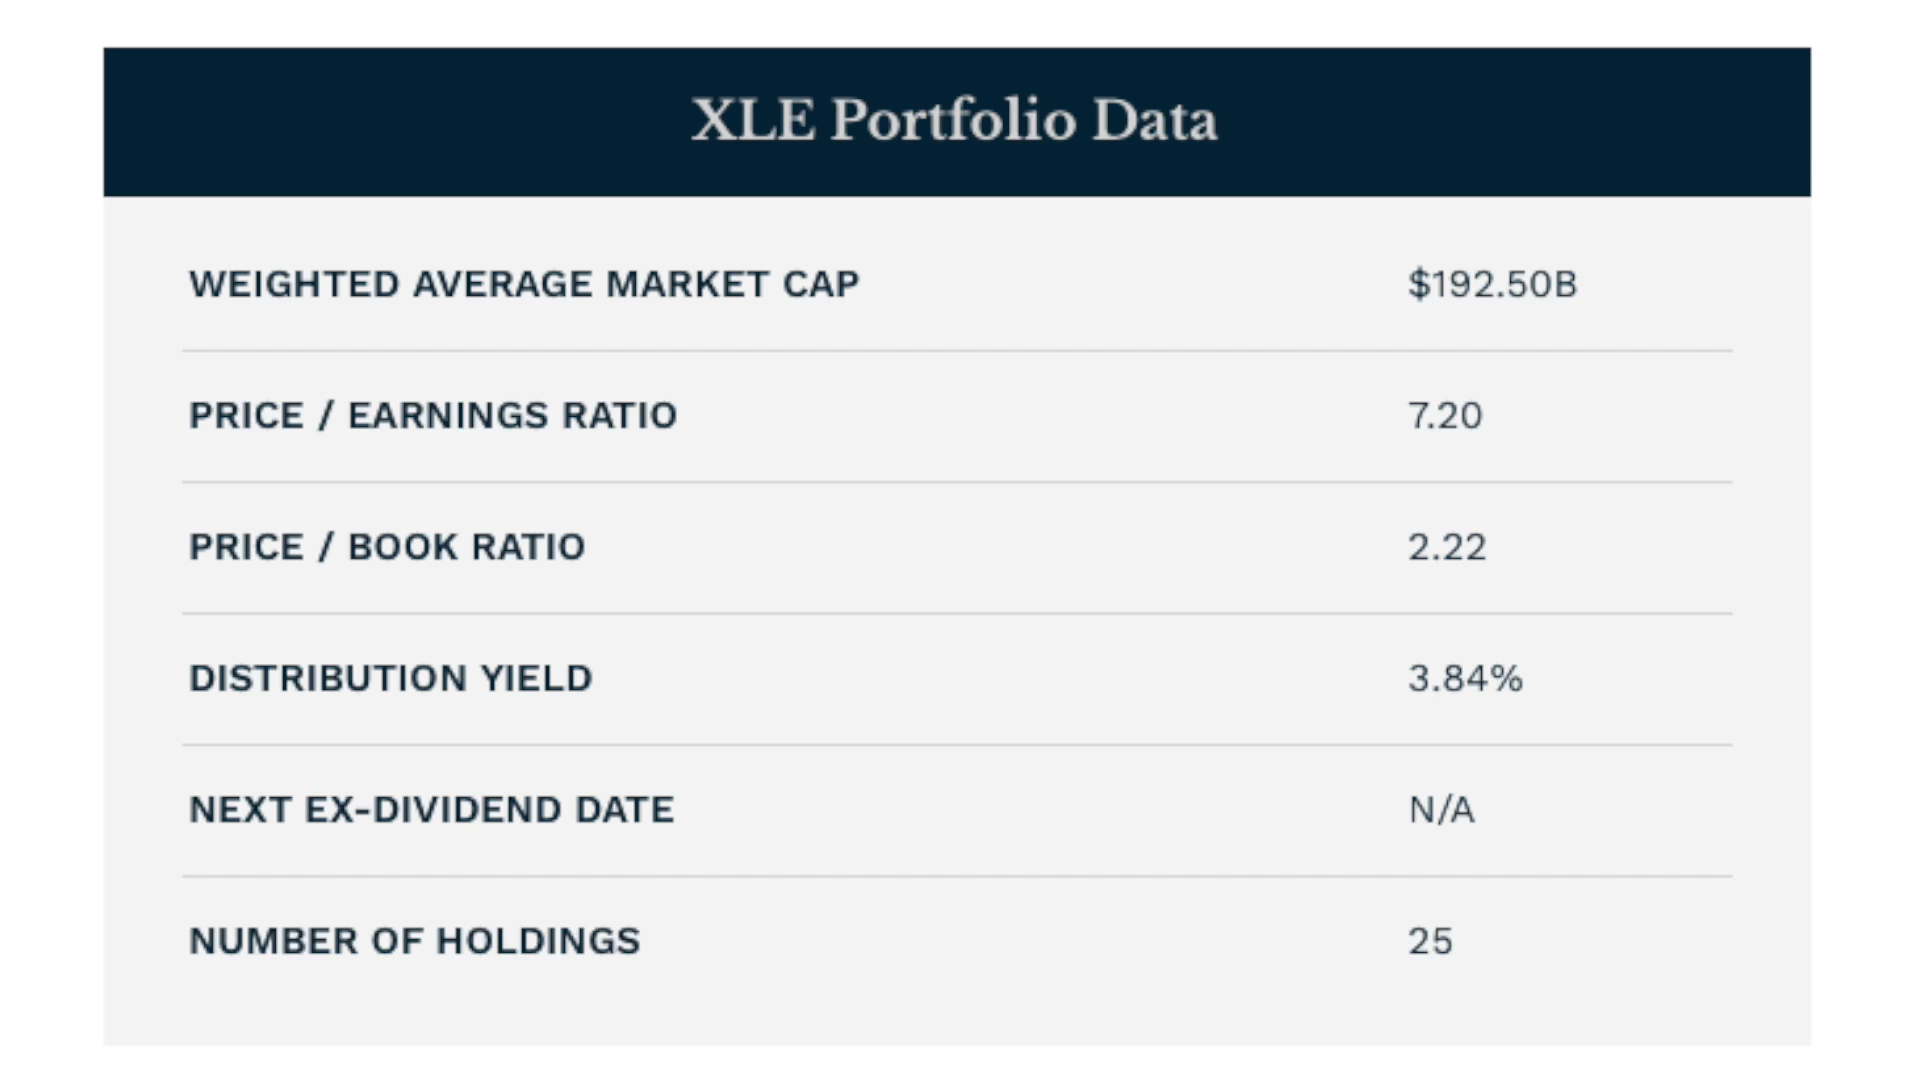 XLE Portfolio Data
WEIGHTED AVERAGE MARKET CAP $192.50B
PRICE / EARNINGS RATIO 7.20
PRICE / BOOK RATIO 2.22
DISTRIBUTION YIELD 3.84%
NEXT EX-DIVIDEND DATE N/A
NUMBER OF HOLDINGS 25